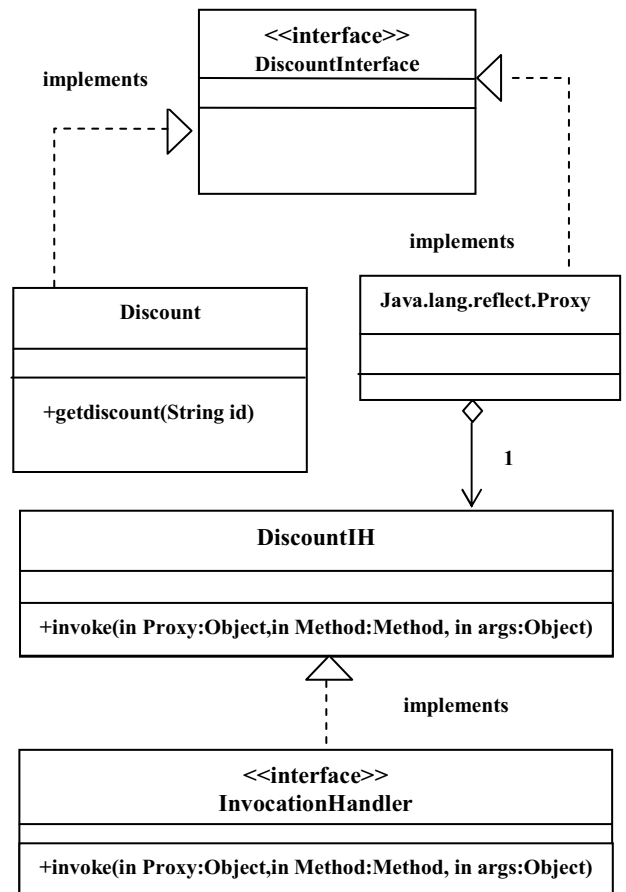 <<interface>>
DiscountInterface
implements
implements
Discount
+getdiscount(String id)
Java.lang.reflect.Proxy
1
DiscountIH
+invoke(in Proxy:Object,in Method:Method, in args:Object)
implements
<<interface>>
InvocationHandler
+invoke(in Proxy:Object,in Method:Method, in args:Object)